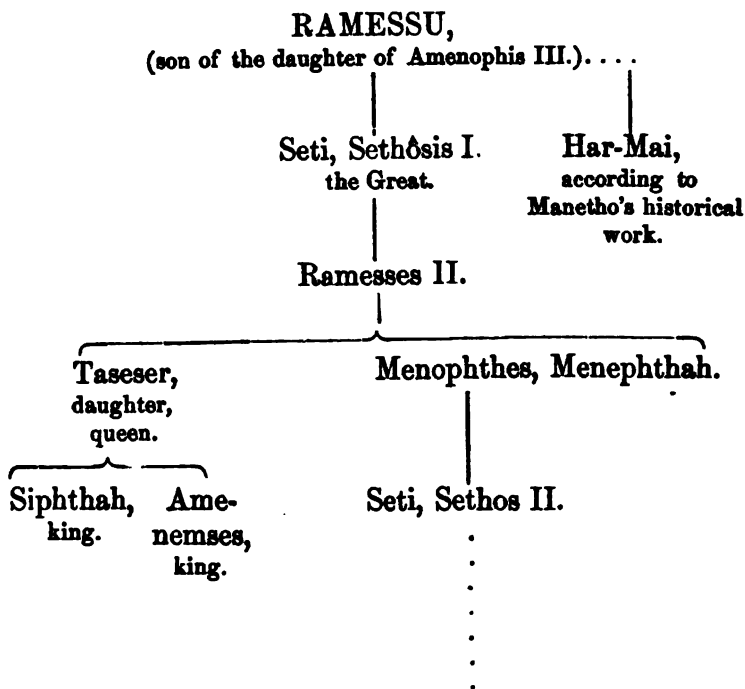 RAMESSU,
(son of the daughter of Amenophis III.)....
Seti, Sethôsis I.
the Great.
Har-Mai,
according to
Manetho's historical
work.
Ramesses II.
Taseser,
daughter,
queen.
Menophthes, Menephthah.
Siphthah,
king.
Ame-
nemses,
king.
Seti, Sethos II.